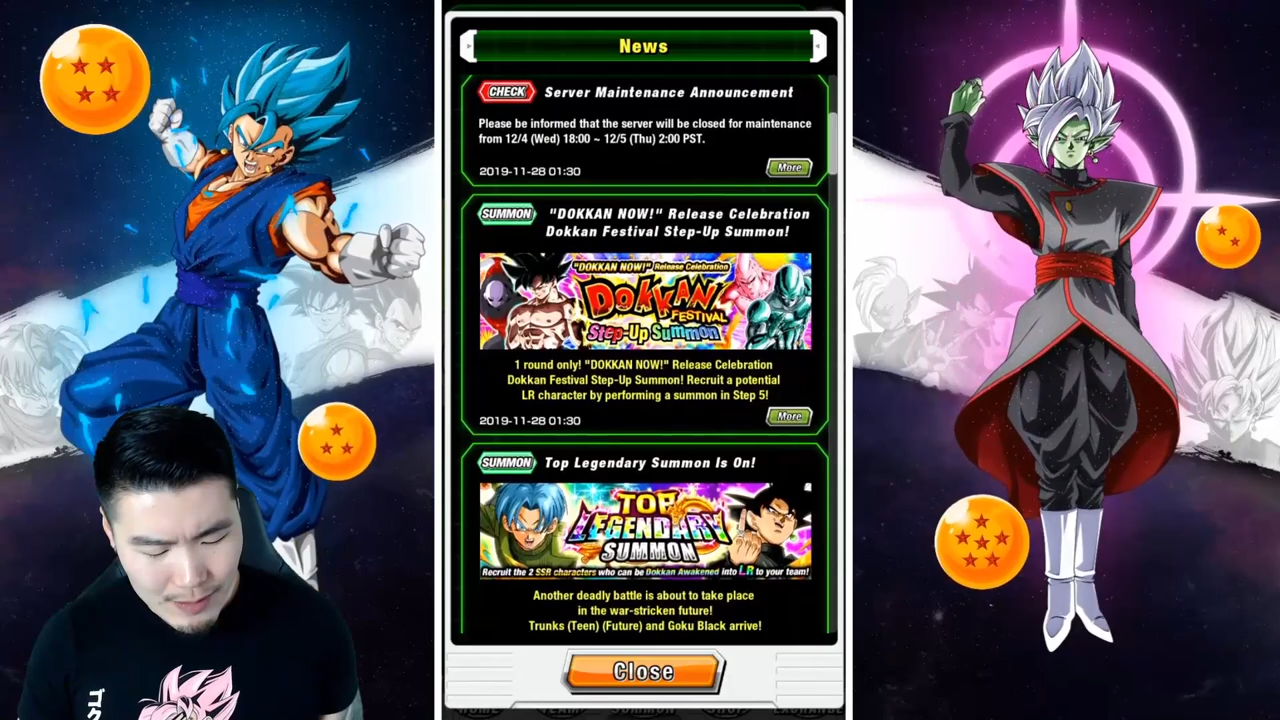 News
CHECK Server Maintenance Announcement
Please be informed that the server will be closed for maintenance
from 12/4 (Wed) 18:00 ~ 12/5 (Thu) 2:00 PST.
2019-11-28 01:30 More
SUMMON "DOKKAN NOW!" Release Celebration
Dokkan Festival Step-Up Summon!
"DOKKAN NOW!" Release Celebration
DOKKAN
FESTIVAL
Step-Up Summon
1 round only! "DOKKAN NOW!" Release Celebration
Dokkan Festival Step-Up Summon! Recruit a potential
LR character by performing a summon in Step 5!
2019-11-28 01:30 More
SUMMON Top Legendary Summon Is On!
TOP
LEGENDARY
SUMMON
Recruit the 2 SSR characters who can be Dokkan Awakened into LR to your team!
Another deadly battle is about to take place
in the war-stricken future!
Trunks (Teen) (Future) and Goku Black arrive!
Close
ゴク